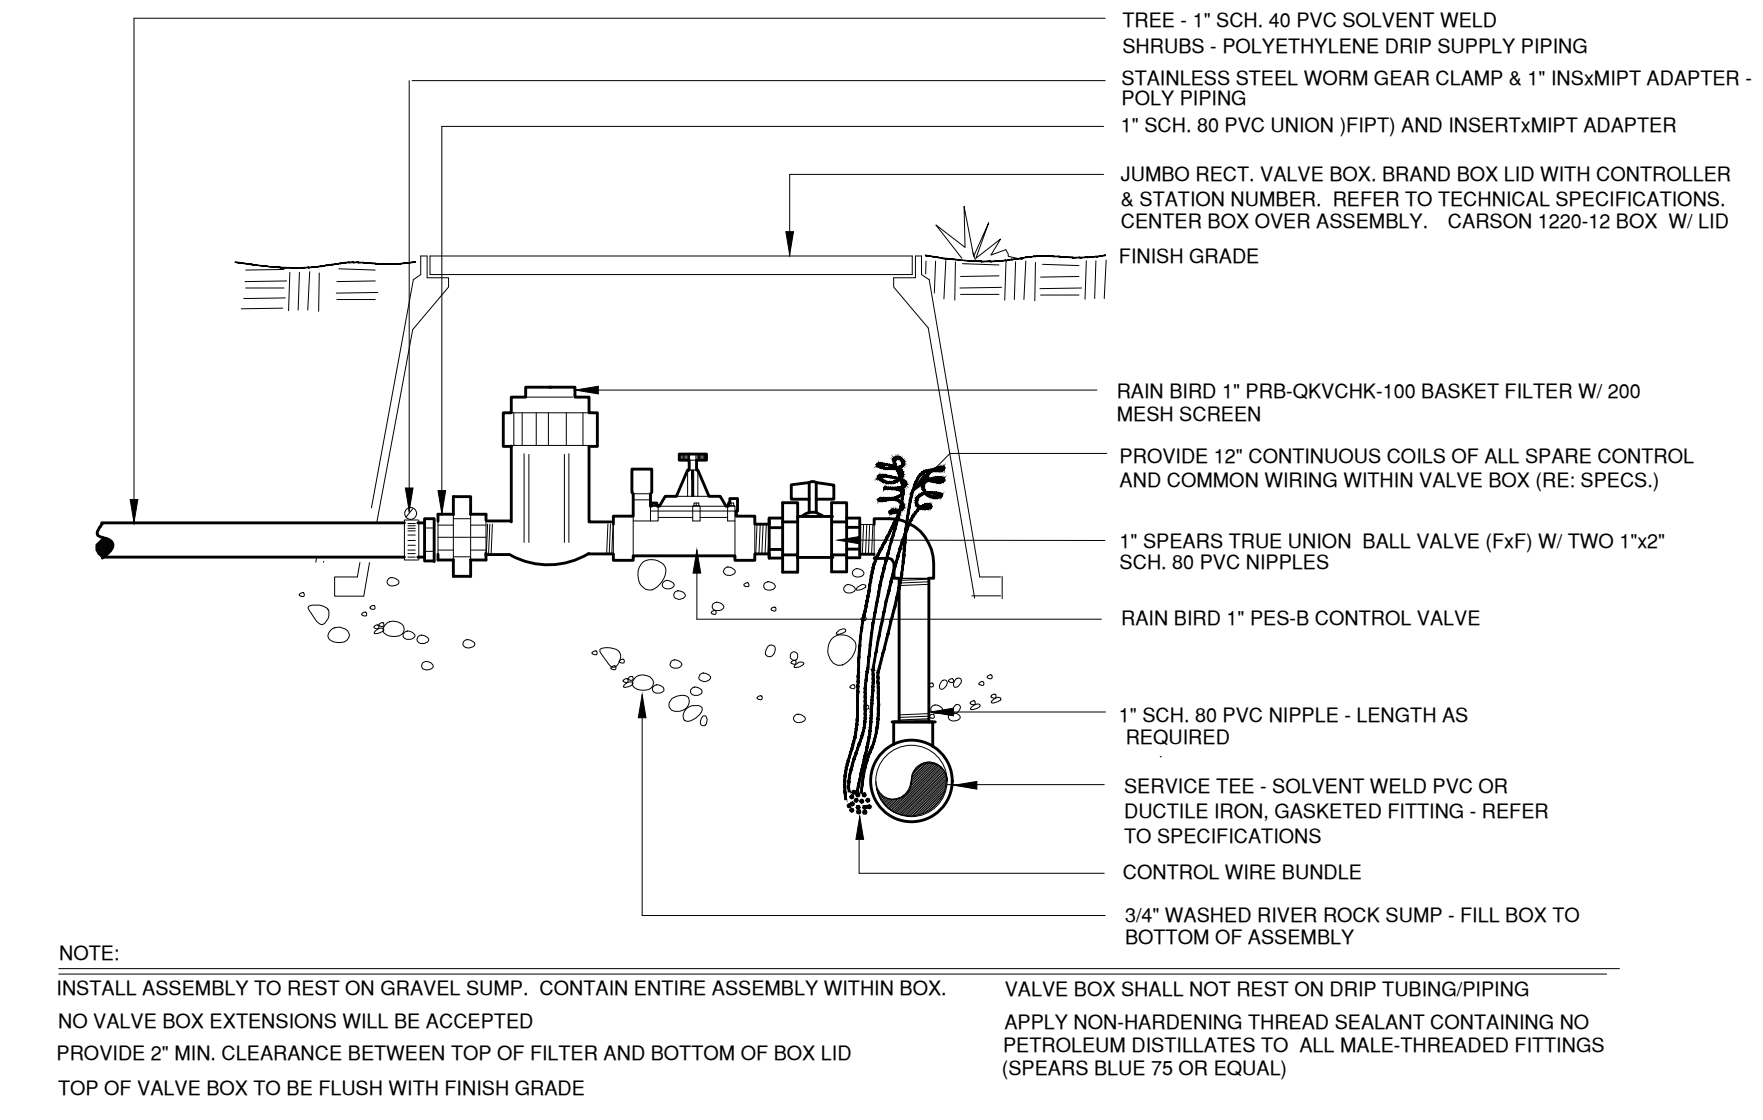 TREE - 1" SCH. 40 PVC SOLVENT WELD
SHRUBS - POLYETHYLENE DRIP SUPPLY PIPING
STAINLESS STEEL WORM GEAR CLAMP & 1" INSxMIPT ADAPTER -
POLY PIPING
1" SCH. 80 PVC UNION )FIPT) AND INSERTxMIPT ADAPTER
JUMBO RECT. VALVE BOX. BRAND BOX LID WITH CONTROLLER
& STATION NUMBER. REFER TO TECHNICAL SPECIFICATIONS.
CENTER BOX OVER ASSEMBLY. CARSON 1220-12 BOX W/ LID
FINISH GRADE
RAIN BIRD 1" PRB-QKVCHK-100 BASKET FILTER W/ 200
MESH SCREEN
PROVIDE 12" CONTINUOUS COILS OF ALL SPARE CONTROL
AND COMMON WIRING WITHIN VALVE BOX (RE: SPECS.)
1" SPEARS TRUE UNION BALL VALVE (FxF) W/ TWO 1"x2"
SCH. 80 PVC NIPPLES
RAIN BIRD 1" PES-B CONTROL VALVE
1" SCH. 80 PVC NIPPLE - LENGTH AS
REQUIRED
SERVICE TEE - SOLVENT WELD PVC OR
DUCTILE IRON, GASKETED FITTING - REFER
TO SPECIFICATIONS
CONTROL WIRE BUNDLE
3/4" WASHED RIVER ROCK SUMP - FILL BOX TO
BOTTOM OF ASSEMBLY
NOTE:
INSTALL ASSEMBLY TO REST ON GRAVEL SUMP. CONTAIN ENTIRE ASSEMBLY WITHIN BOX.
NO VALVE BOX EXTENSIONS WILL BE ACCEPTED
PROVIDE 2" MIN. CLEARANCE BETWEEN TOP OF FILTER AND BOTTOM OF BOX LID
TOP OF VALVE BOX TO BE FLUSH WITH FINISH GRADE
VALVE BOX SHALL NOT REST ON DRIP TUBING/PIPING
APPLY NON-HARDENING THREAD SEALANT CONTAINING NO
PETROLEUM DISTILLATES TO ALL MALE-THREADED FITTINGS
(SPEARS BLUE 75 OR EQUAL)